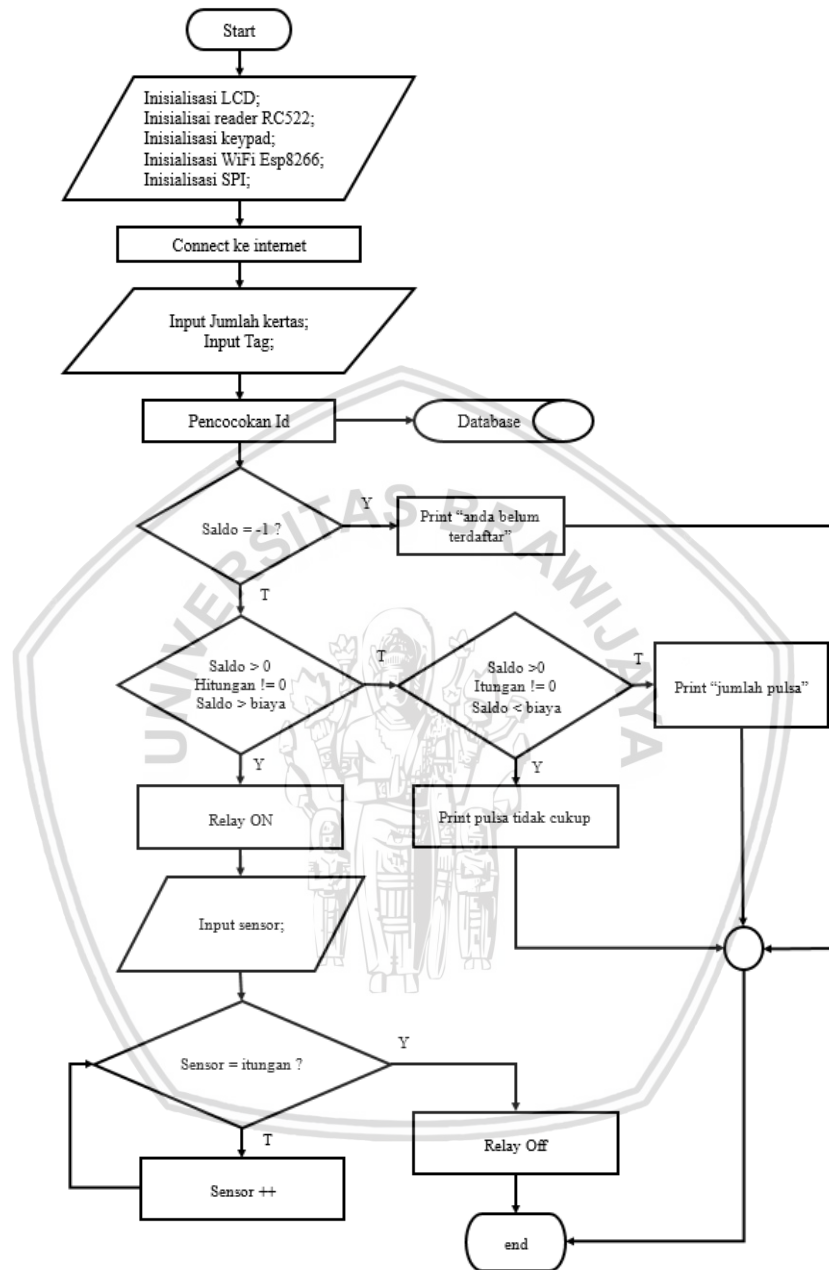 Start
Inisialisasi LCD;
Inisialisai reader RC522;
Inisialisasi keypad;
Inisialisasi WiFi Esp8266;
Inisialisasi SPI;
Connect ke internet
Input Jumlah kertas;
Input Tag;
Pencocokan Id
Database
Saldo = -1 ?
Y
Print “anda belum
terdaftar”
T
Saldo > 0
Hitungan != 0
Saldo > biaya
T
Saldo >0
Itungan != 0
Saldo < biaya
T
Print “jumlah pulsa”
Y
Y
Relay ON
Print pulsa tidak cukup
Input sensor;
Sensor = itungan ?
Y
T
Relay Off
Sensor ++
end
UNIVERSITAS BRAWIJAYA